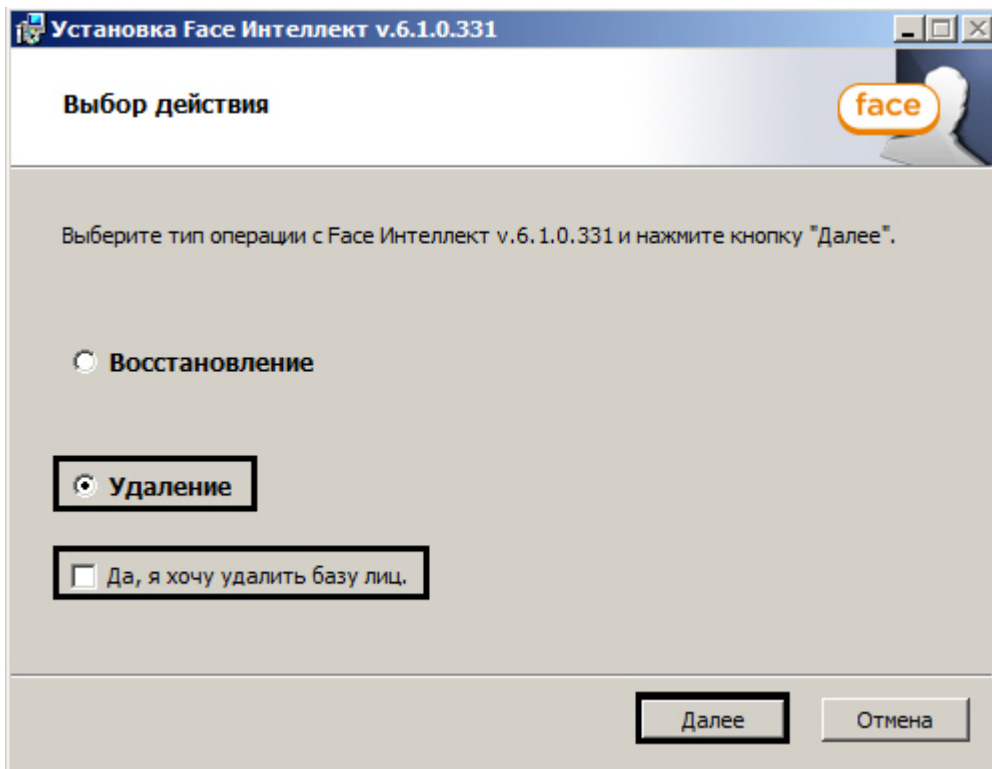 Установка Face Интеллект v.6.1.0.331
Выбор действия
face
Выберите тип операции с Face Интеллект v.6.1.0.331 и нажмите кнопку "Далее".
Восстановление
Удаление
Да, я хочу удалить базу лиц.
Далее
Отмена